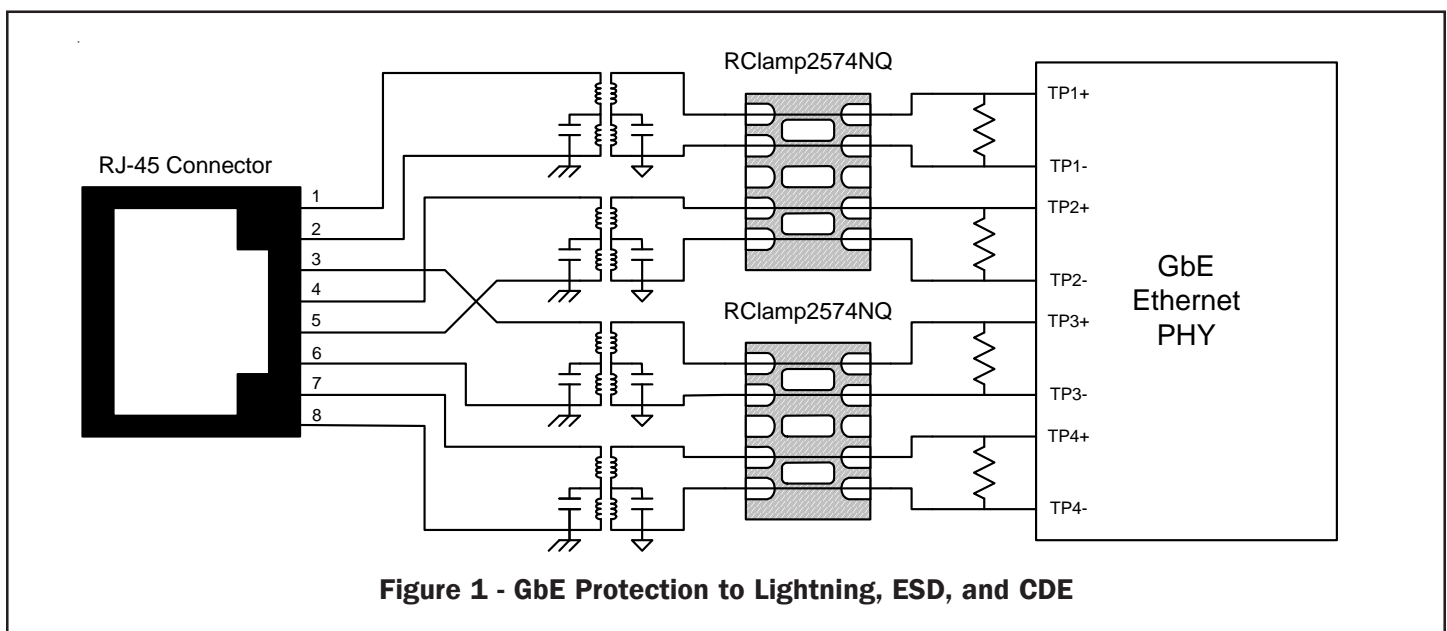 RClamp2574NQ
TP1+
RJ-45 Connector
TP1-
1
TP2+
2
3
4
TP2-
GbE
Ethernet
PHY
5
RClamp2574NQ
TP3+
6
7
TP3-
8
TP4+
TP4-
Figure 1 - GbE Protection to Lightning, ESD, and CDE